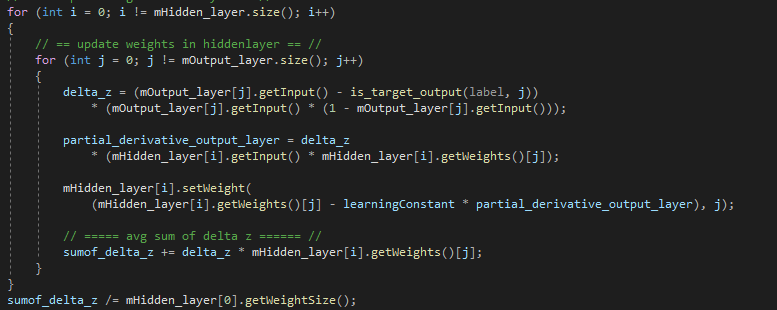 for (int i = 0; i != mHidden_layer.size(); i++)
{
// == update weights in hiddenlayer == //
for (int j = 0; j != mOutput_layer.size(); j++)
{
delta_z = (mOutput_layer[j].getInput() - is_target_output(label, j))
* (mOutput_layer[j].getInput() * (1 - mOutput_layer[j].getInput()));
partial_derivative_output_layer = delta_z
* (mHidden_layer[i].getInput() * mHidden_layer[i].getWeights()[j]);
mHidden_layer[i].setWeight(
(mHidden_layer[i].getWeights()[j] - learningConstant * partial_derivative_output_layer), j);
// ===== avg sum of delta z ====== //
sumof_delta_z += delta_z * mHidden_layer[i].getWeights()[j];
}
}
sumof_delta_z /= mHidden_layer[0].getWeightSize();